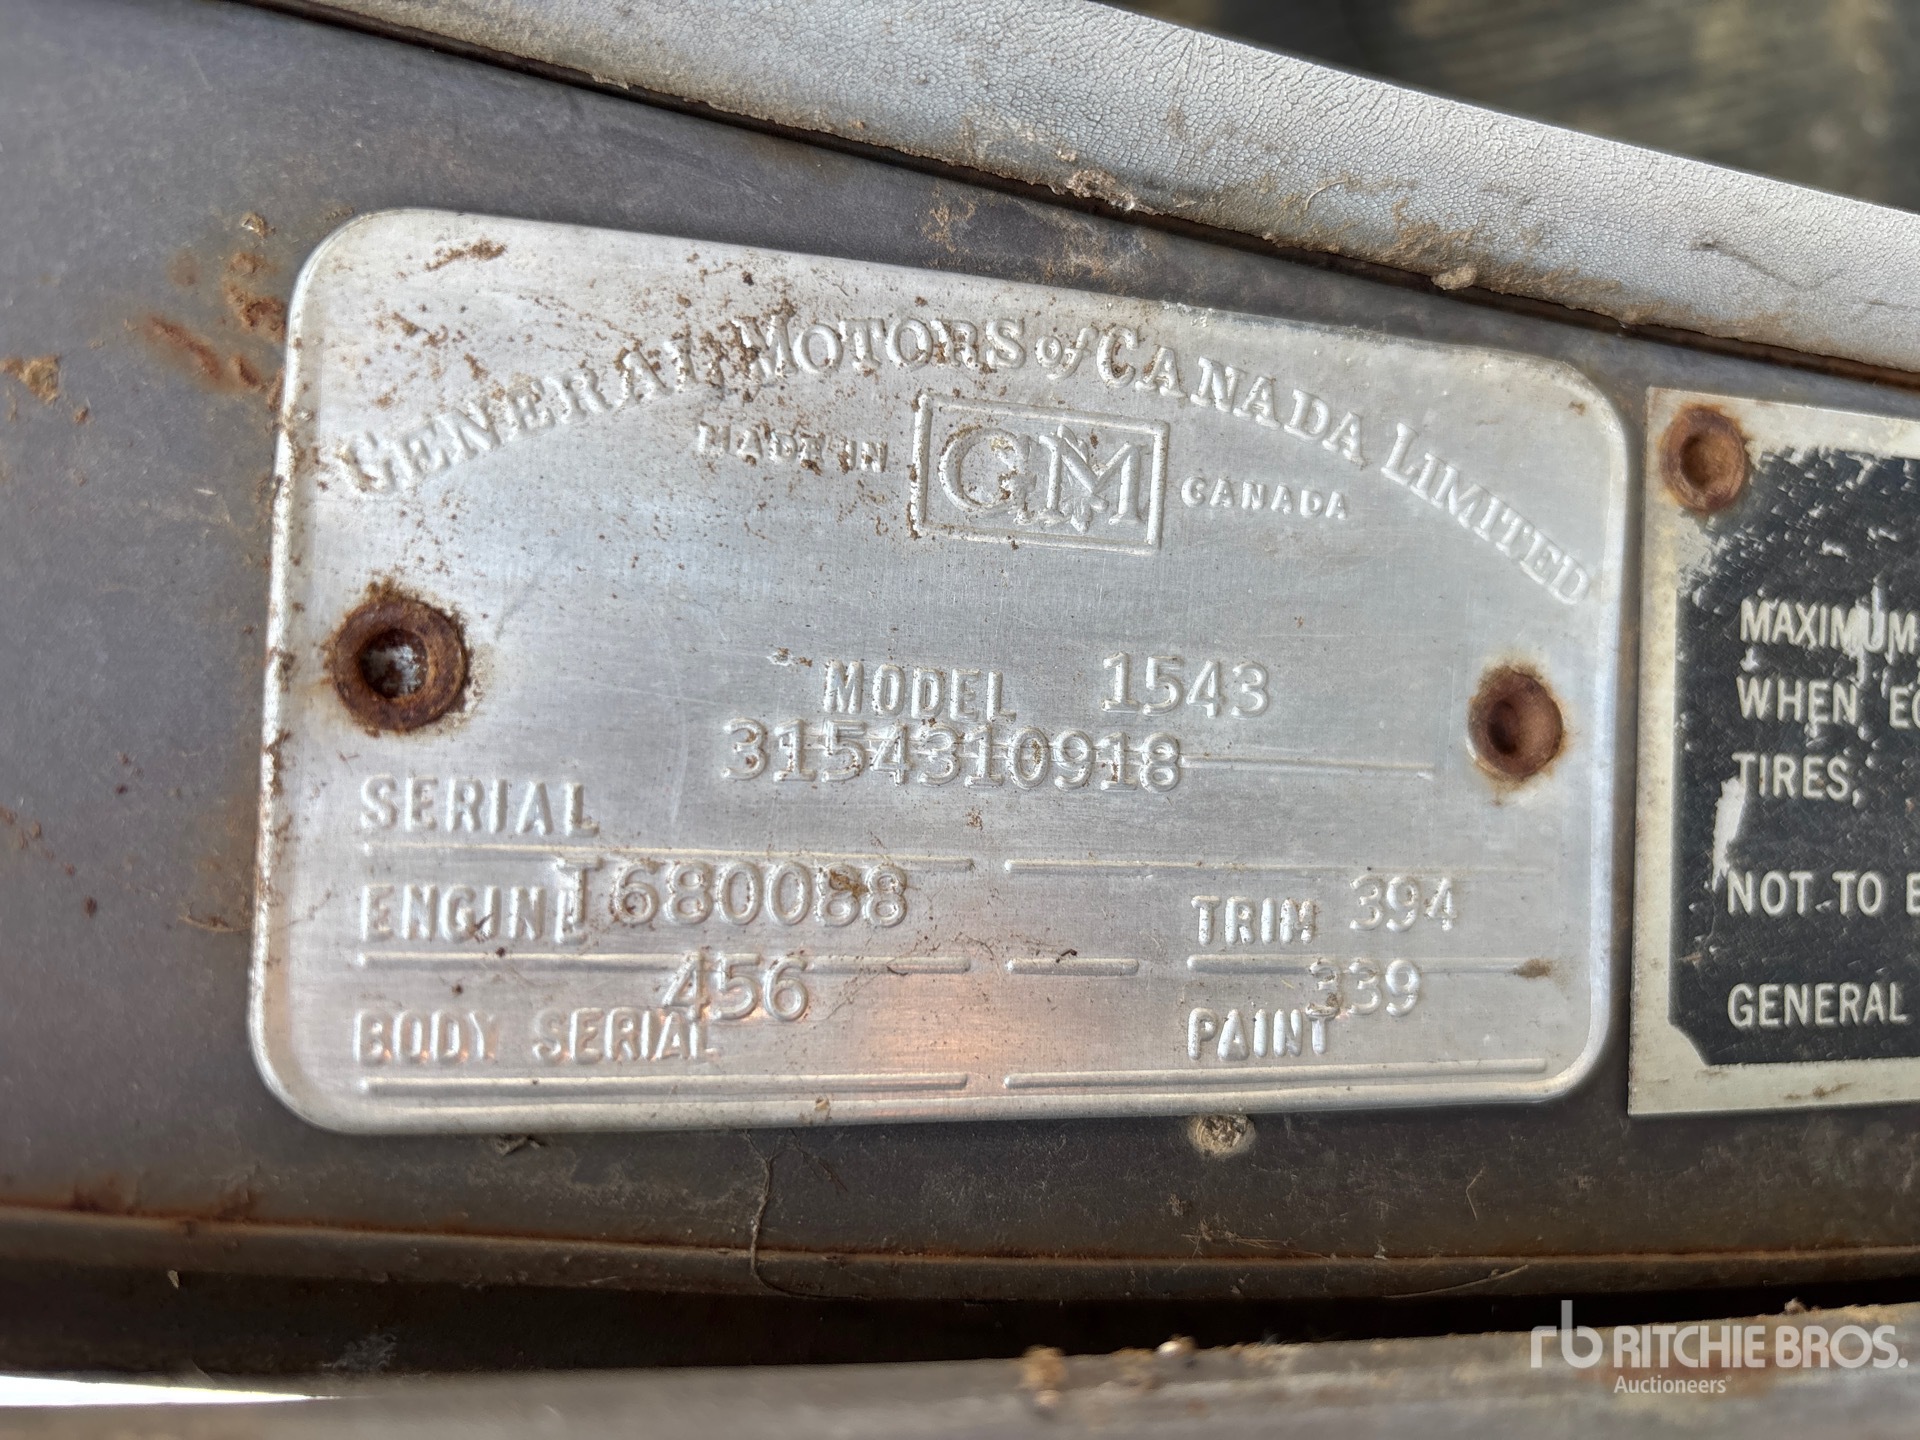 GENERAL MOTORS of CANADA LIMITED
MADE IN GM CANADA
MODEL 1543
3154310918
SERIAL
ENGINE T680088 TRIM 394
456 339
BODY SERIAL PAINT
MAXIMUM
WHEN EQ
TIRES,
NOT TO B
GENERAL
rb RITCHIE BROS.
Auctioneers